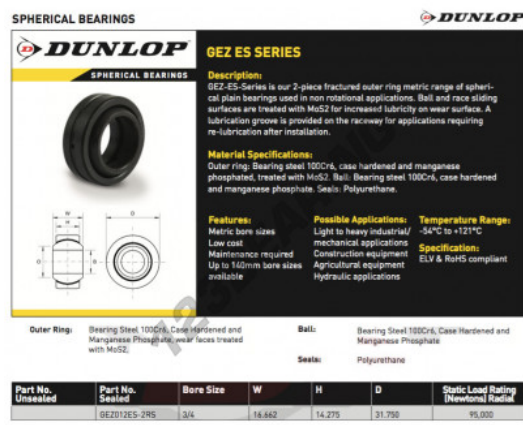 SPHERICAL BEARINGS
DUNLOP
DUNLOP
SPHERICAL BEARINGS
GEZ ES SERIES
Description:
GEZ-ES-Series is our 2-piece fractured outer ring metric range of spheri-
cal plain bearings used in non rotational applications. Ball and race sliding
surfaces are treated with MoS2 for increased lubricity on wear surface. A
lubrication groove is provided on the raceway for applications requiring
re-lubrication after installation.
Material Specifications:
Outer ring: Bearing steel 100Cr6, case hardened and manganese
phosphated, treated with MoS2. Ball: Bearing steel 100Cr6, case hardened
and manganese phosphate. Seals: Polyurethane.
Features:
Metric bore sizes
Low cost
Maintenance required
Up to 140mm bore sizes
available
Possible Applications:
Light to heavy industrial/
mechanical applications
Construction equipment
Agricultural equipment
Hydraulic applications
Temperature Range:
-54°C to +121°C
Specification:
ELV & RoHS compliant
W
H
D
B
Outer Ring: Bearing Steel 100Cr6, Case Hardened and
Manganese Phosphate, wear faces treated
with MoS2.
Ball: Bearing Steel 100Cr6, Case Hardened and
Manganese Phosphate
Seals: Polyurethane
Part No. Unsealed Part No. Sealed Bore Size W H D Static Load Rating (Newtons) Radial
GEZ012ES-2RS 3/4 16.662 14.275 31.750 95,000